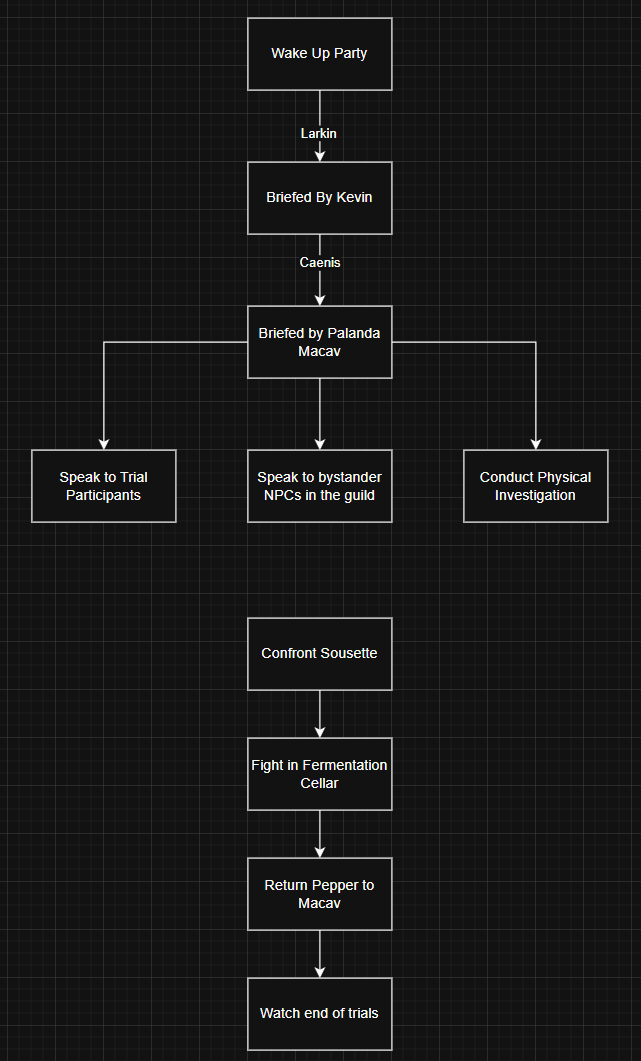 Wake Up Party
Larkin
Briefed By Kevin
Caenis
Briefed by Palanda
Macav
Speak to Trial
Participants
Speak to bystander
NPCs in the guild
Conduct Physical
Investigation
Confront Sousette
Fight in Fermentation
Cellar
Return Pepper to
Macav
Watch end of trials